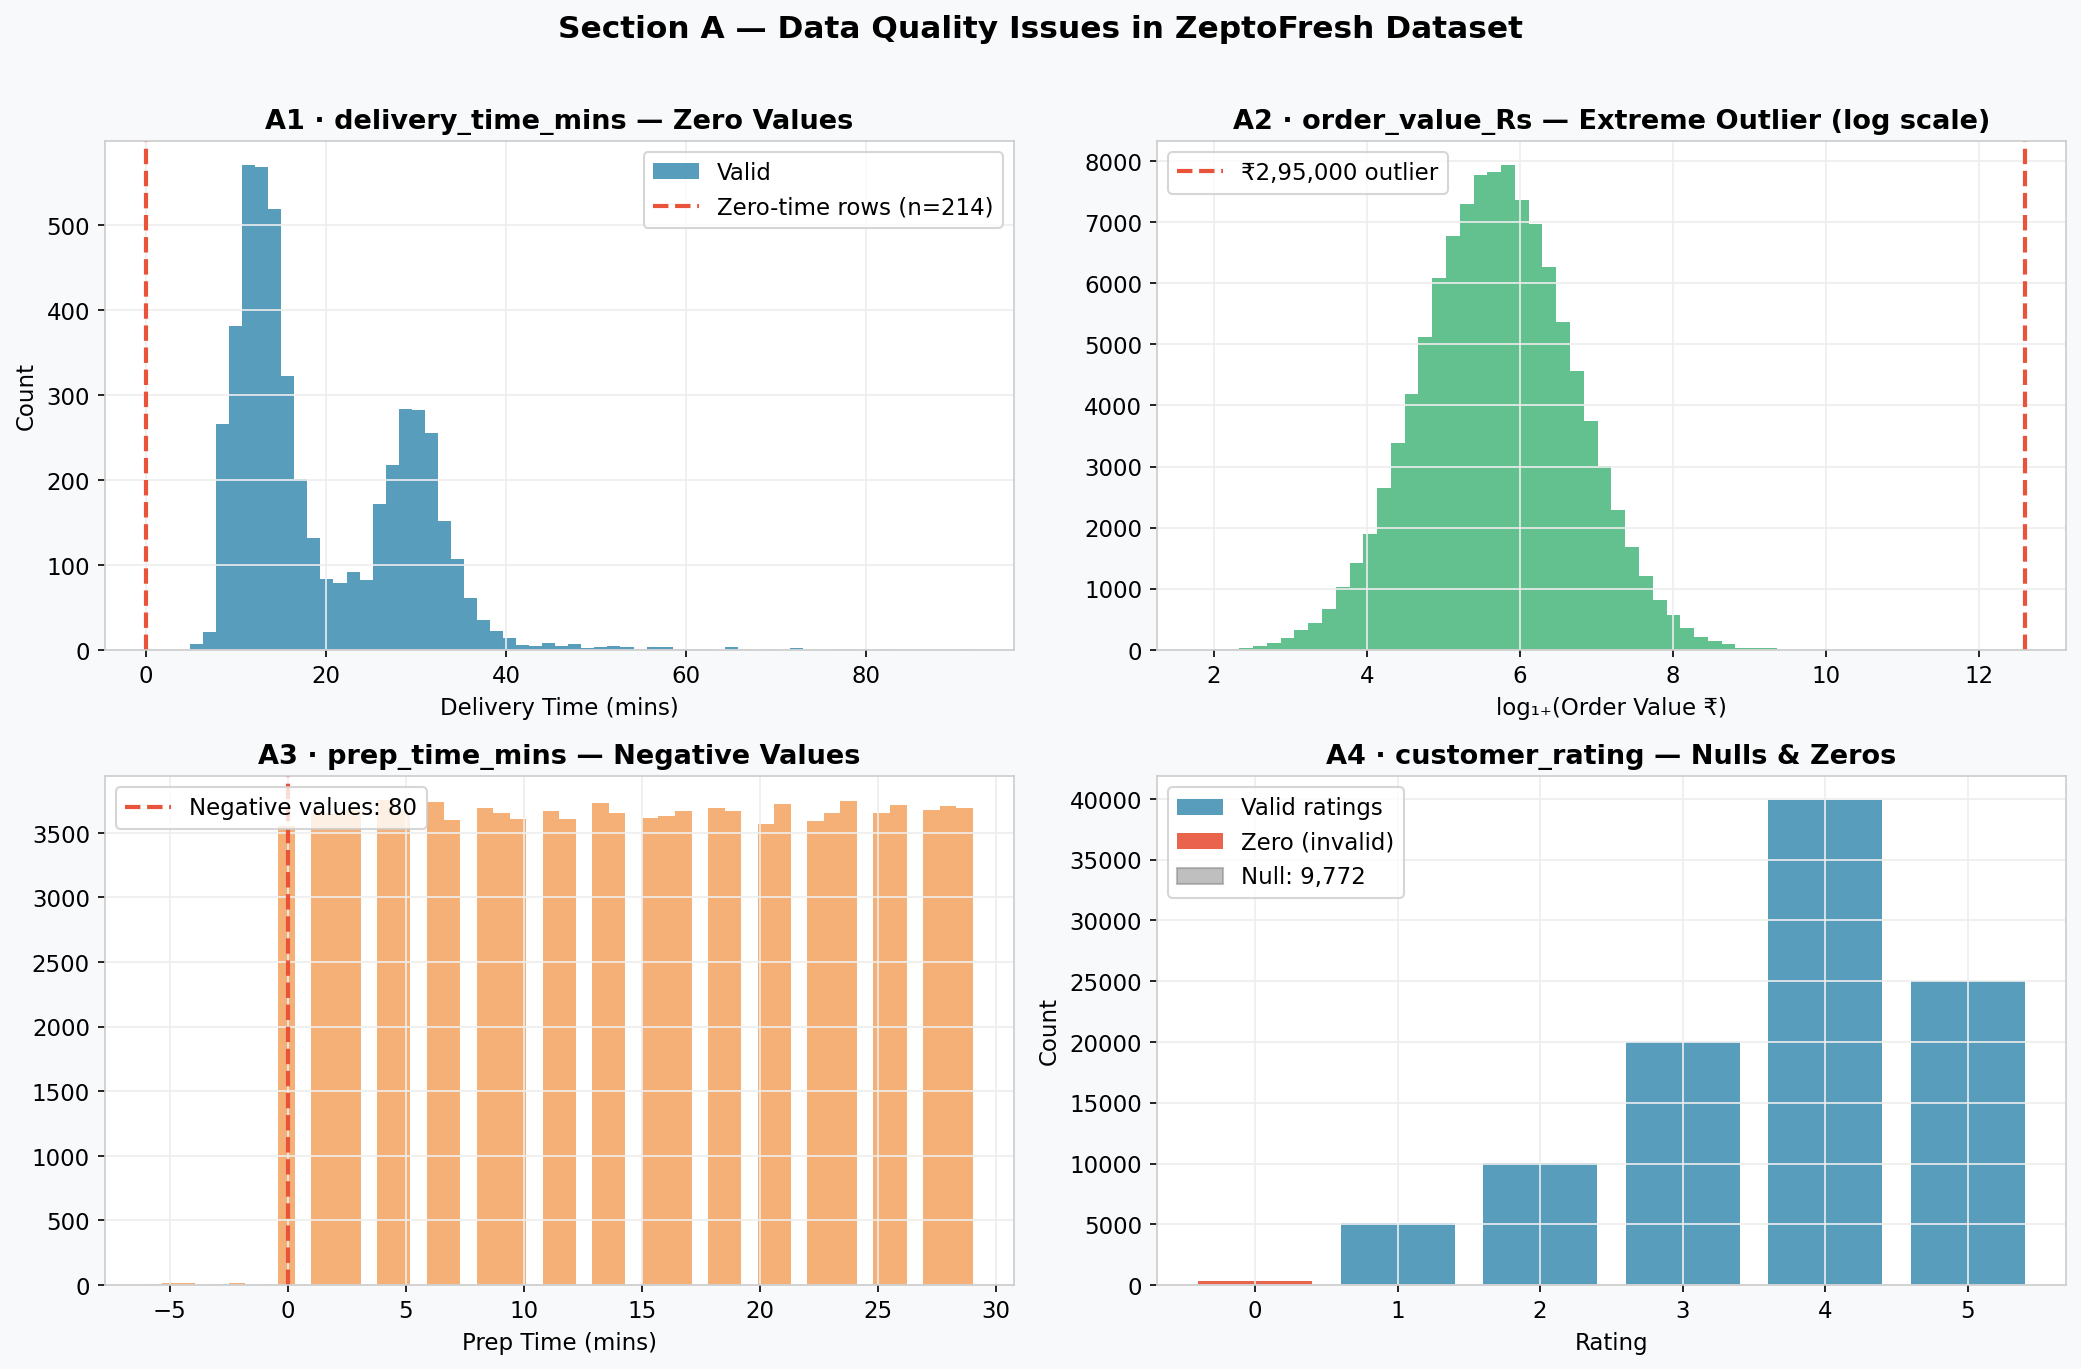 Section A — Data Quality Issues in ZeptoFresh Dataset
A1 · delivery_time_mins — Zero Values
Valid
Zero-time rows (n=214)
500
400
300
200
100
0
Count
0 20 40 60 80
Delivery Time (mins)
A2 · order_value_Rs — Extreme Outlier (log scale)
₹2,95,000 outlier
8000
7000
6000
5000
4000
3000
2000
1000
0
2 4 6 8 10 12
log₁₊(Order Value ₹)
A3 · prep_time_mins — Negative Values
Negative values: 80
3500
3000
2500
2000
1500
1000
500
0
−5 0 5 10 15 20 25 30
Prep Time (mins)
A4 · customer_rating — Nulls & Zeros
Valid ratings
Zero (invalid)
Null: 9,772
40000
35000
30000
25000
20000
15000
10000
5000
0
Count
0 1 2 3 4 5
Rating